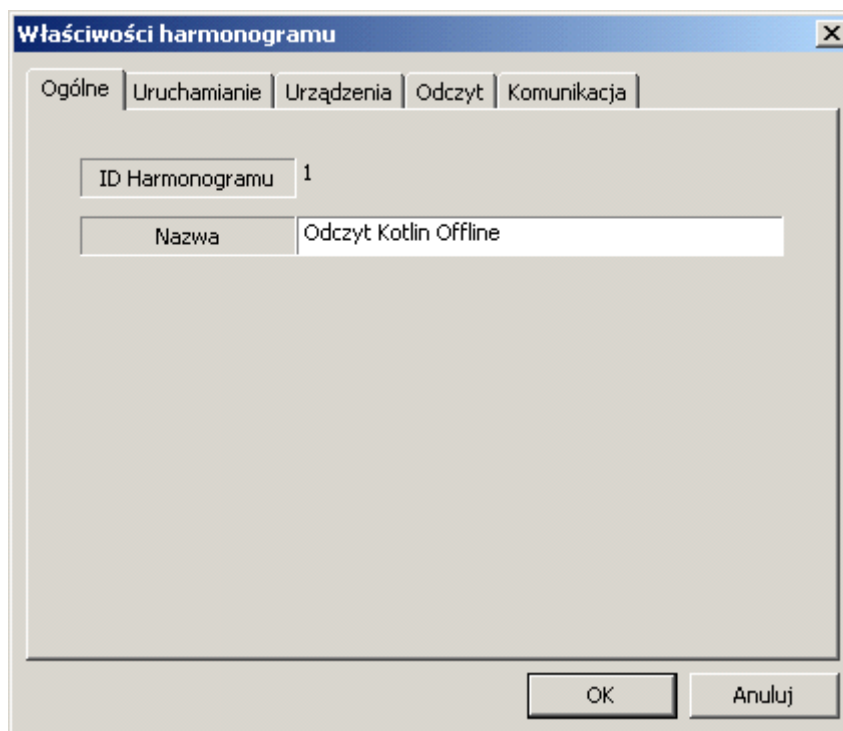 Właściwości harmonogramu
Ogólne Uruchamianie Urządzenia Odczyt Komunikacja
ID Harmonogramu 1
Nazwa Odczyt Kotlin Offline
OK Anuluj